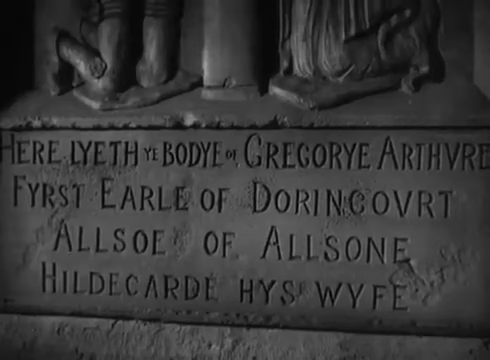 HERE LYETH YE BODYE OF GREGORYE ARTHVRE
FYRST EARLE OF DORINCOVRT
ALLSOE OF ALLSONE
HILDECARDE HYS WYFE